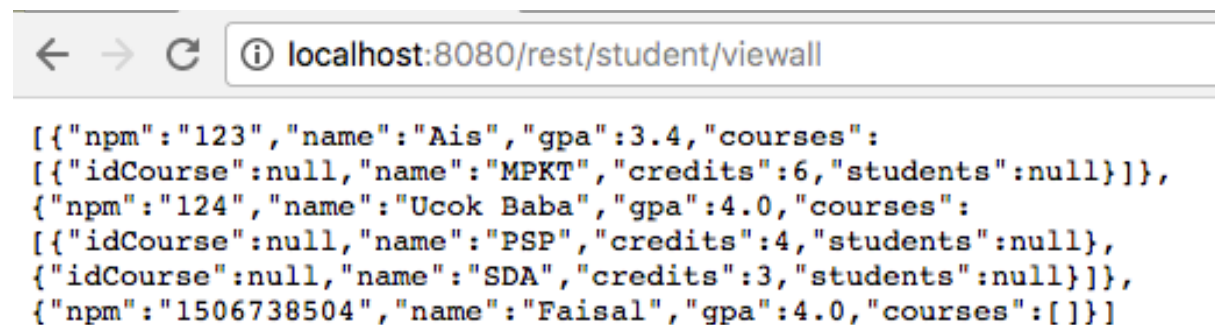 localhost:8080/rest/student/viewall
[{"npm":"123","name":"Ais","gpa":3.4,"courses":
[{"idCourse":null,"name":"MPKT","credits":6,"students":null}]},
{"npm":"124","name":"Ucok Baba","gpa":4.0,"courses":
[{"idCourse":null,"name":"PSP","credits":4,"students":null},
{"idCourse":null,"name":"SDA","credits":3,"students":null}]},
{"npm":"1506738504","name":"Faisal","gpa":4.0,"courses":[]}]